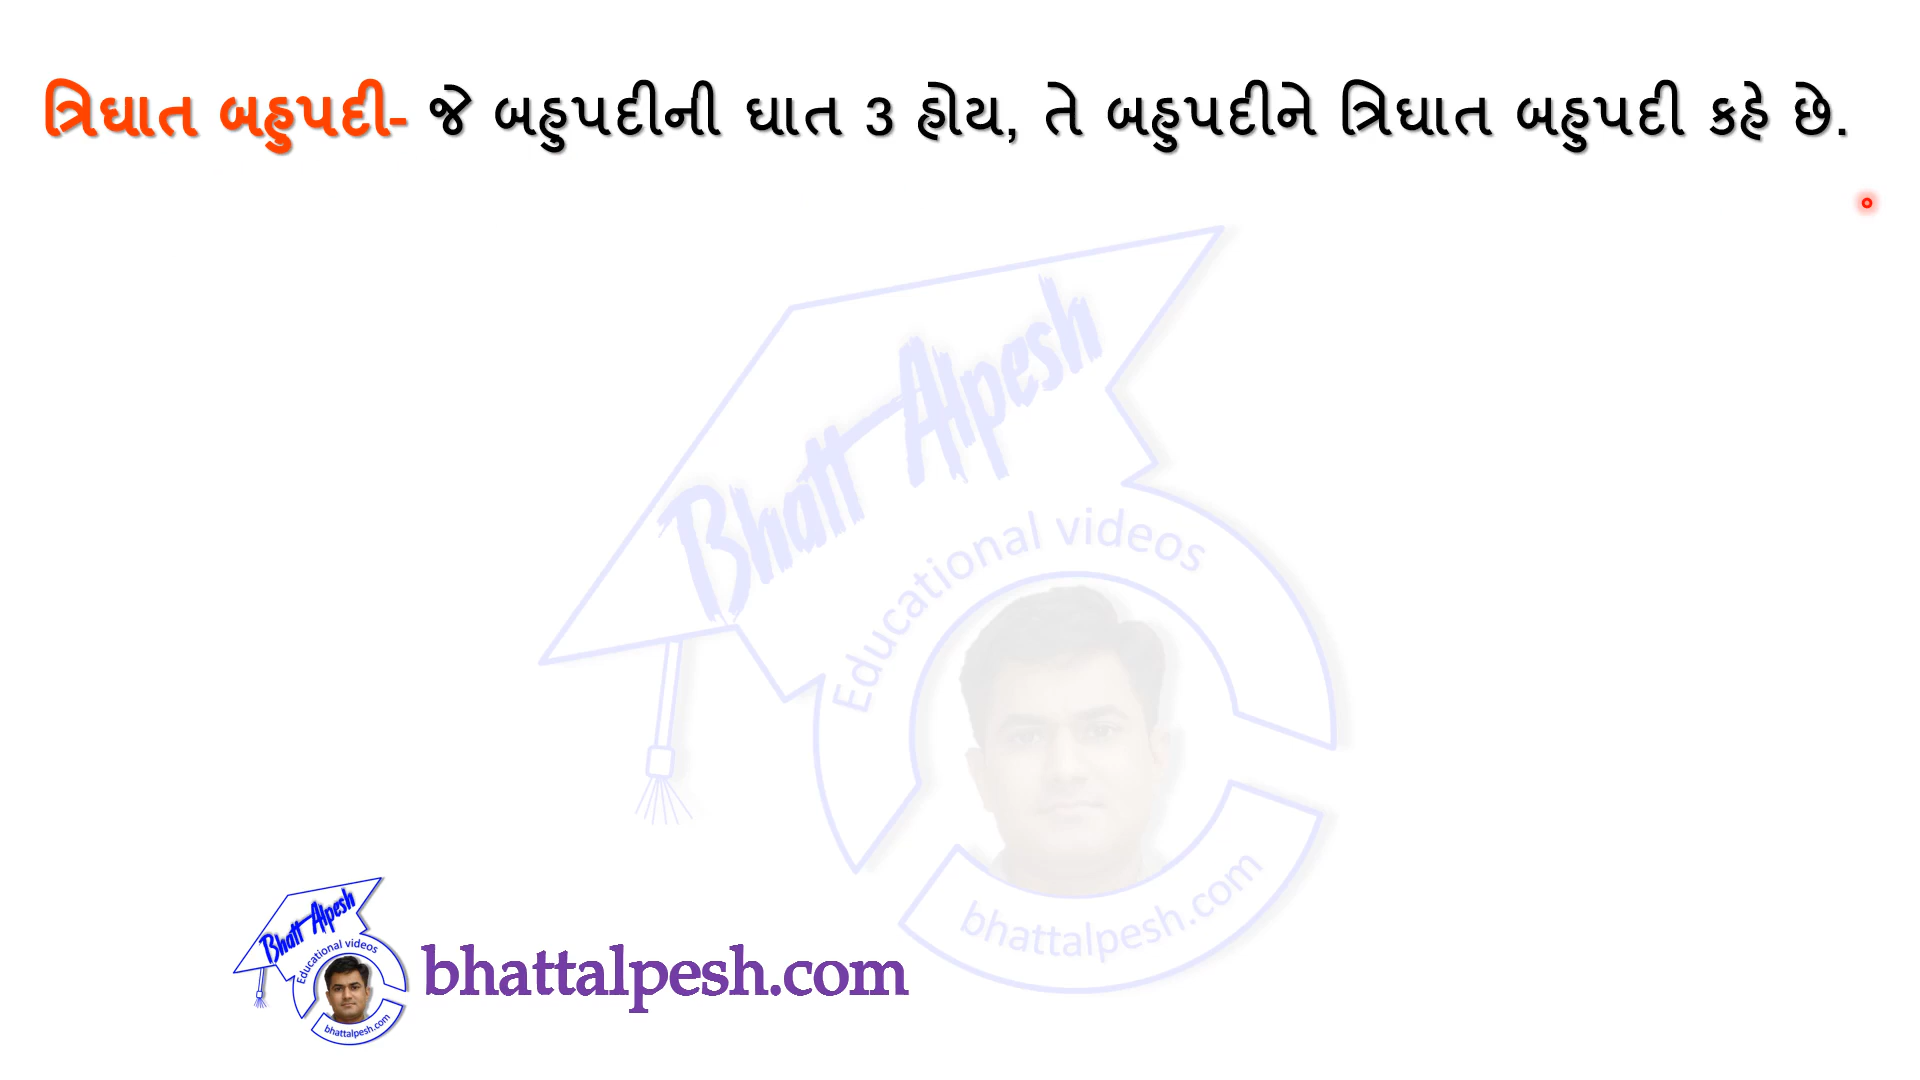 ત્રિઘાત બહુપદી- જે બહુપદીની ઘાત 3 હોય, તે બહુપદીને ત્રિઘાત બહુપદી કહે છે.
Bhatt Alpesh
Educational videos
bhattalpesh.com
Bhatt Alpesh
Educational videos
bhattalpesh.com
bhattalpesh.com